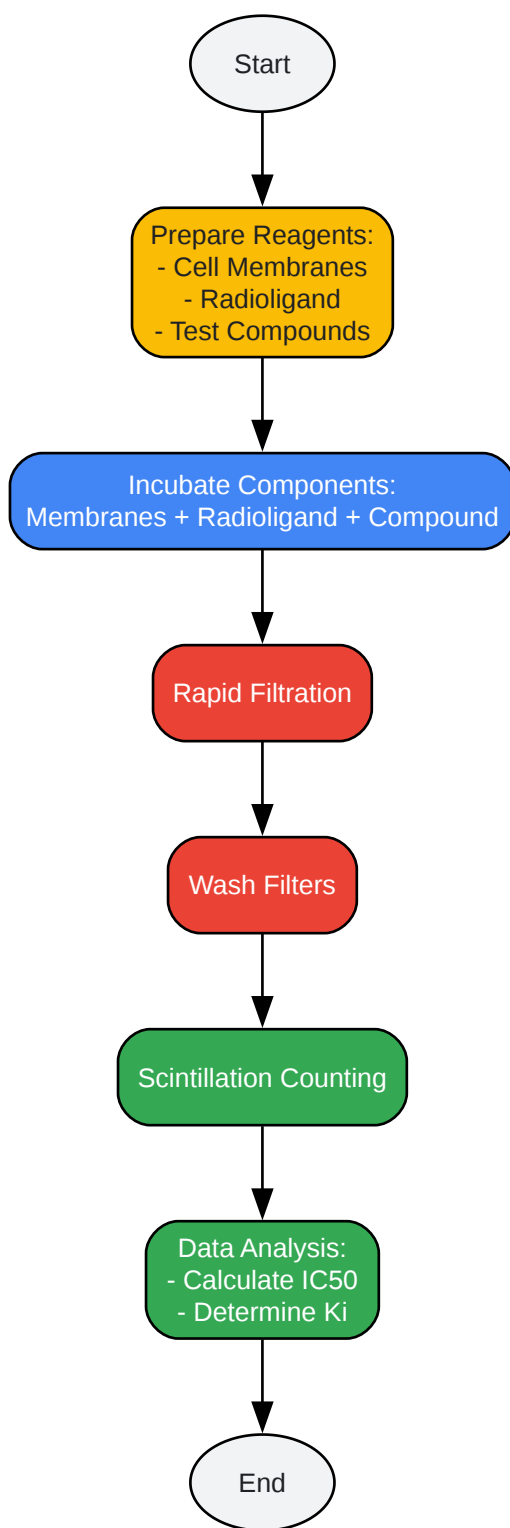 Start
Prepare Reagents:
- Cell Membranes
- Radioligand
- Test Compounds
Incubate Components:
Membranes + Radioligand + Compound
Rapid Filtration
Wash Filters
Scintillation Counting
Data Analysis:
- Calculate IC50
- Determine Ki
End